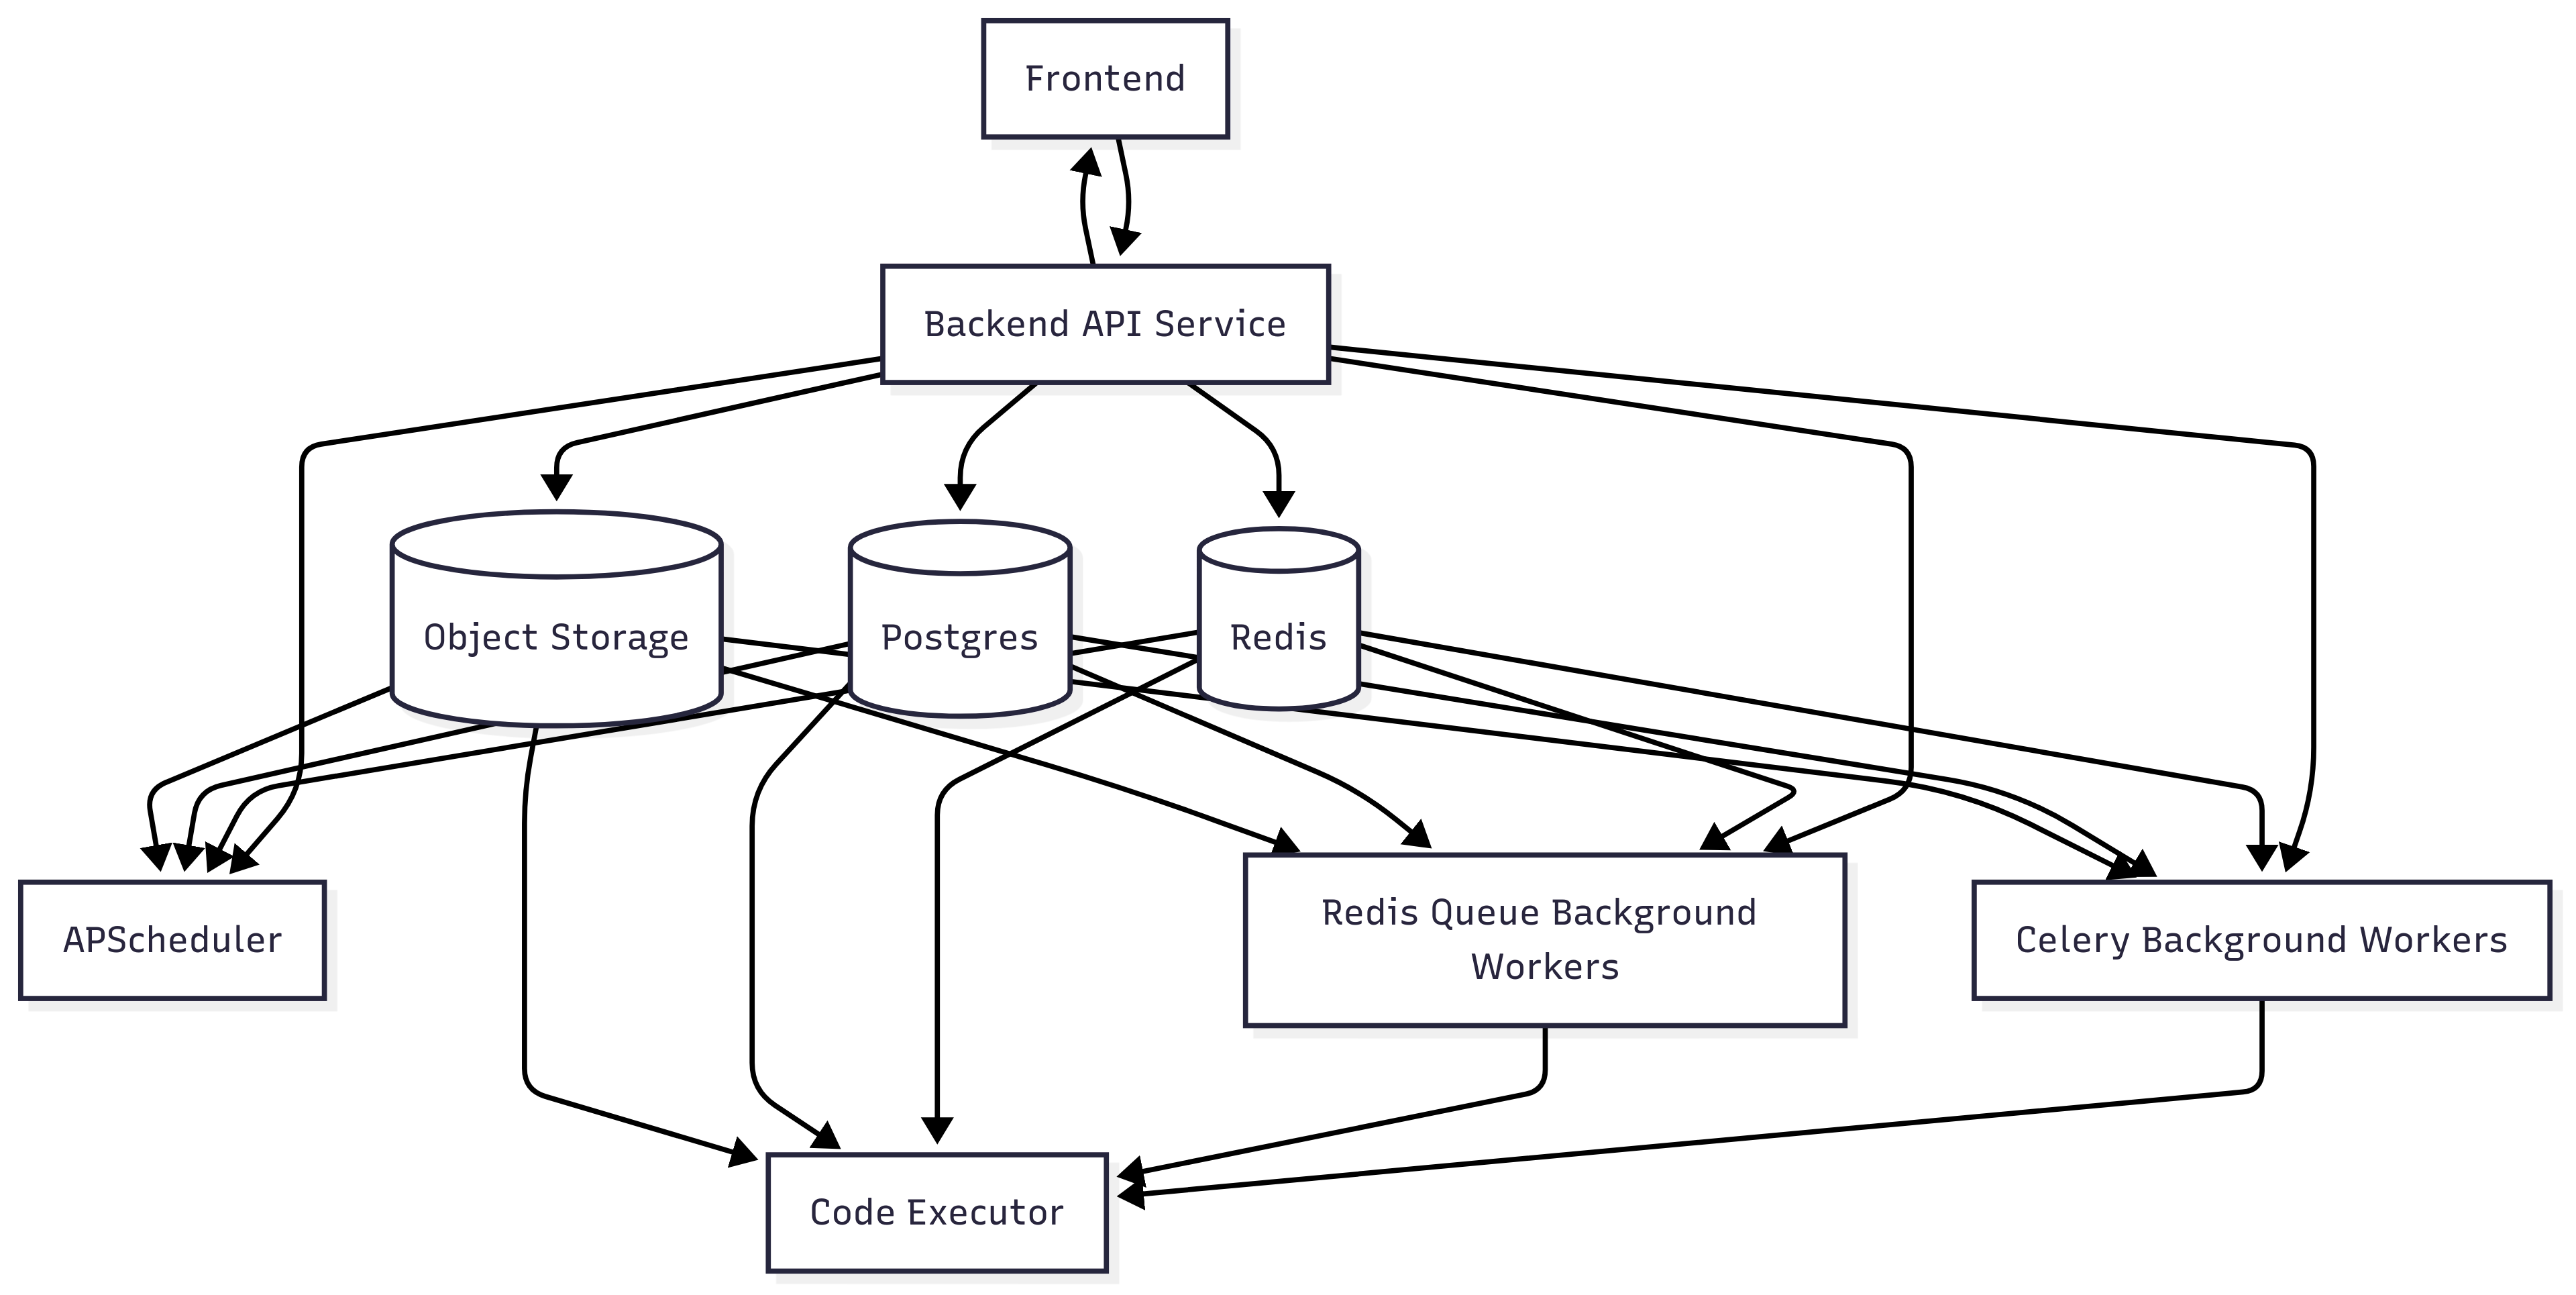 Frontend
Backend API Service
Object Storage
Postgres
Redis
APScheduler
Redis Queue Background
Workers
Celery Background Workers
Code Executor